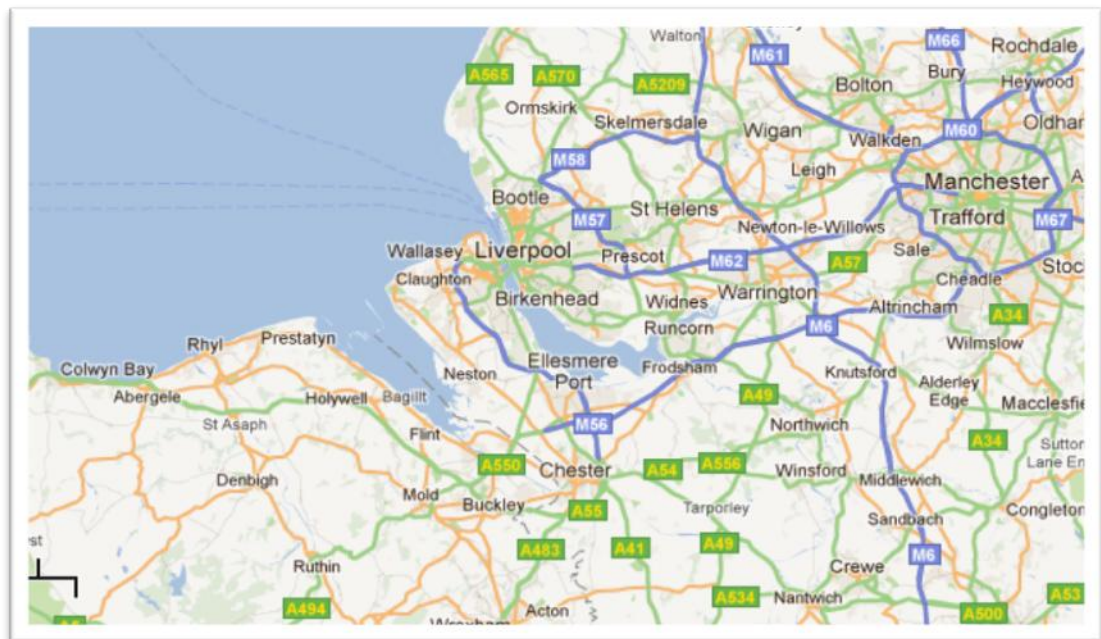 Walton
M61
M66
Rochdale
A565
A570
A5209
Bolton
Bury
Heywood
Ormskirk
Skelmersdale
Wigan
Walkden
M60
M58
Leigh
Manchester
Bootle
M57
St Helens
Newton-le-Willows
Trafford
M67
Wallasey
Liverpool
Prescot
M62
A57
Sale
Claughton
Cheadle
Birkenhead
Widnes
Warrington
Altrincham
Runcorn
M6
A34
Rhyl
Prestatyn
Wilmslow
Colwyn Bay
Ellesmere
Port
Frodsham
Neston
Knutsford
Abergele
Holywell
Bagillt
A49
Alderley
Edge
St Asaph
Flint
M56
Northwich
A34
Denbigh
A550
Chester
A54
A556
Winsford
Middlewich
Mold
Buckley
A55
Tarporley
Sandbach
A483
A41
A49
M6
Ruthin
Crewe
A494
Acton
A534
Nantwich
A500
A53